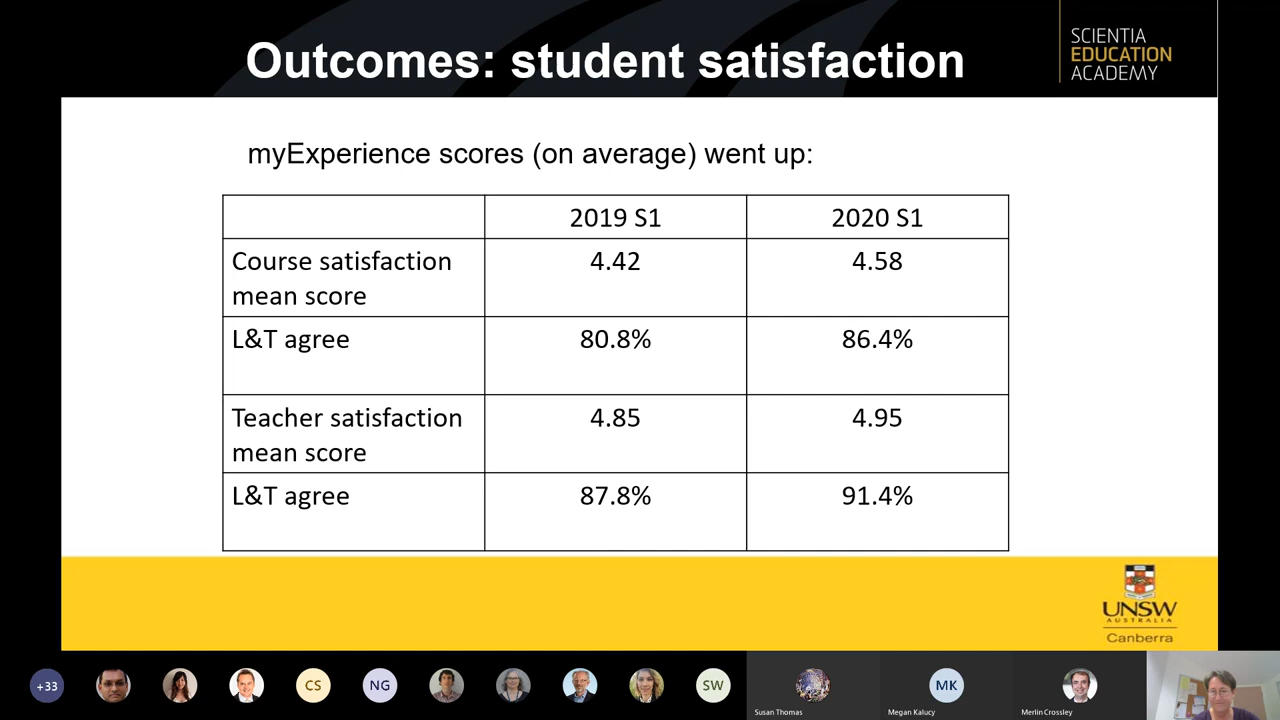 Outcomes: student satisfaction
SCIENTIA
EDUCATION
ACADEMY
myExperience scores (on average) went up:
2019 S1 2020 S1
Course satisfaction mean score 4.42 4.58
L&T agree 80.8% 86.4%
Teacher satisfaction mean score 4.85 4.95
L&T agree 87.8% 91.4%
UNSW
AUSTRALIA
Canberra
+33 CS NG SW MK
Susan Thomas Megan Kalucy Merlin Crossley